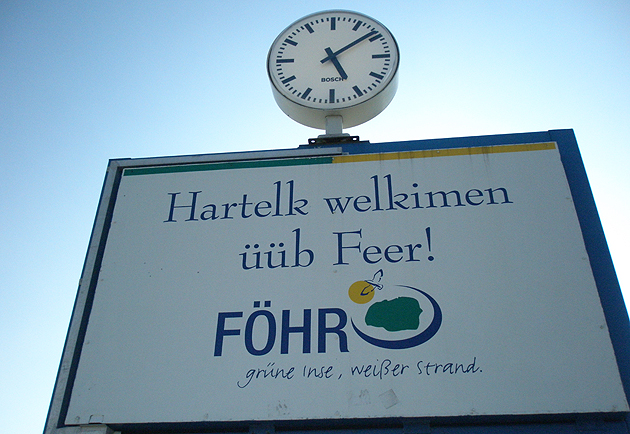 BOSCH
Hartelk welkimen
üüb Feer!
FÖHR
grüne Insel, weißer Strand.